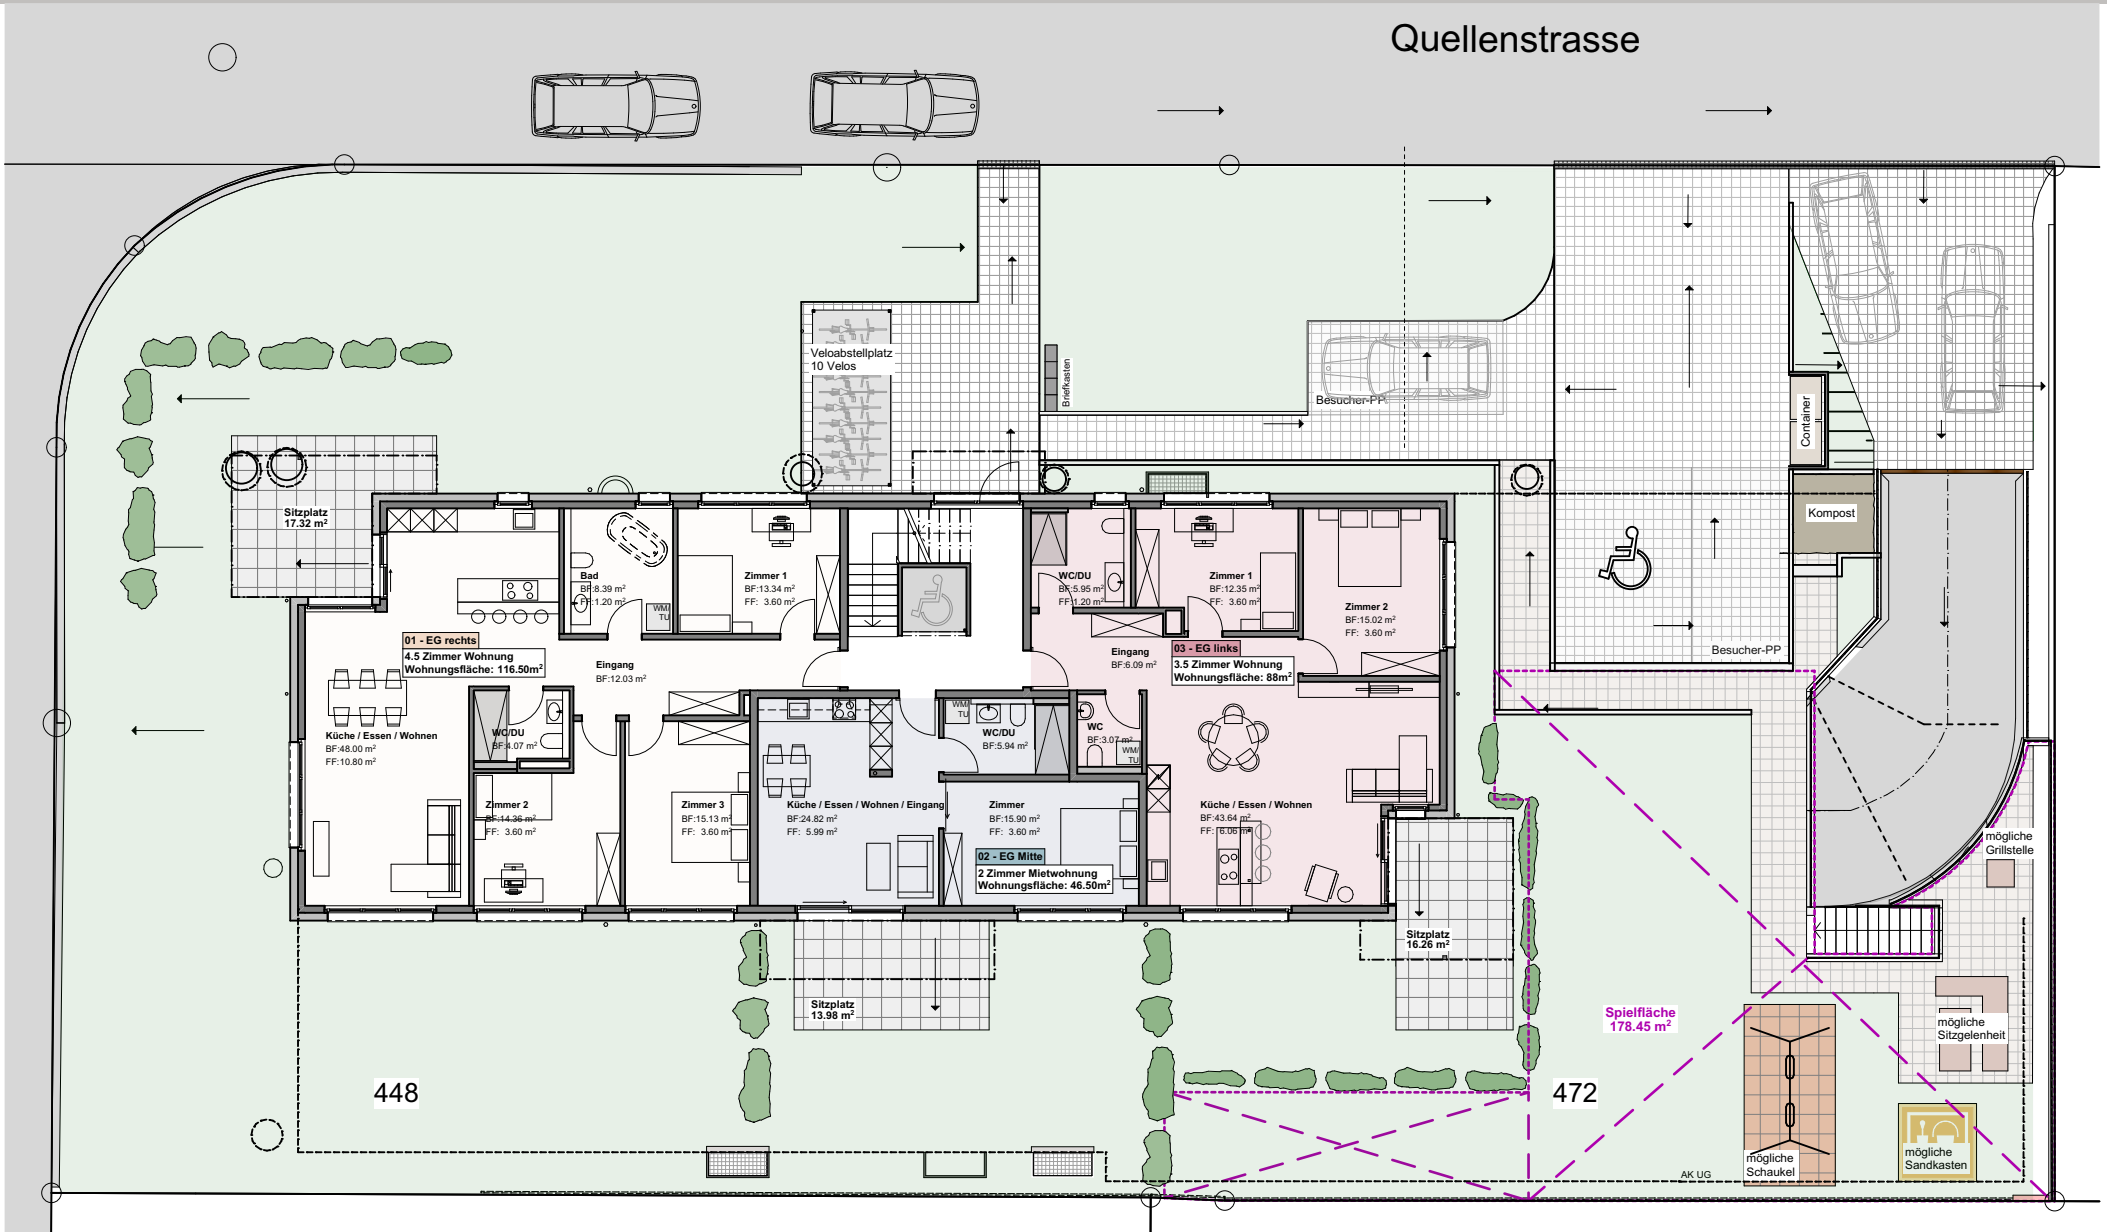 Quellenstrasse
Veloabstellplatz
10 Velos
Briefkasten
Besucher-PP
Container
Kompost
Besucher-PP
Sitzplatz
17.32 m²
Bad
BF:8.39 m²
FF:1.20 m²
WM/
TU
Zimmer 1
BF:13.34 m²
FF: 3.60 m²
01 - EG rechts
4.5 Zimmer Wohnung
Wohnungsfläche: 116.50m²
Eingang
BF:12.03 m²
Küche / Essen / Wohnen
BF:48.00 m²
FF:10.80 m²
WC/DU
BF:4.07 m²
Zimmer 2
BF:14.36 m²
FF: 3.60 m²
Zimmer 3
BF:15.13 m²
FF: 3.60 m²
Küche / Essen / Wohnen / Eingang
BF:24.82 m²
FF: 5.99 m²
WM/
TU
WC/DU
BF:5.94 m²
Zimmer
BF:15.90 m²
FF: 3.60 m²
02 - EG Mitte
2 Zimmer Mietwohnung
Wohnungsfläche: 46.50m²
WC/DU
BF:5.95 m²
FF:1.20 m²
Zimmer 1
BF:12.35 m²
FF: 3.60 m²
Zimmer 2
BF:15.02 m²
FF: 3.60 m²
Eingang
BF:6.09 m²
03 - EG links
3.5 Zimmer Wohnung
Wohnungsfläche: 88m²
WC
BF:3.07 m²
WM/
TU
Küche / Essen / Wohnen
BF:43.64 m²
FF: 6.06 m²
Sitzplatz
16.26 m²
Sitzplatz
13.98 m²
Spielfläche
178.45 m²
mögliche
Grillstelle
mögliche
Sitzgelenheit
mögliche
Schaukel
mögliche
Sandkasten
448
472
AK UG